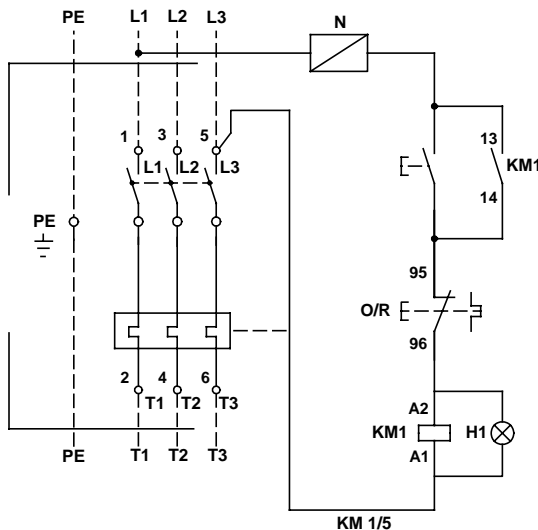 PE L1 L2 L3 N
1 3 5
L1 L2 L3
13
KM1
14
PE
95
O/R
96
2 4 6
T1 T2 T3
A2
KM1 H1
A1
PE T1 T2 T3
KM 1/5